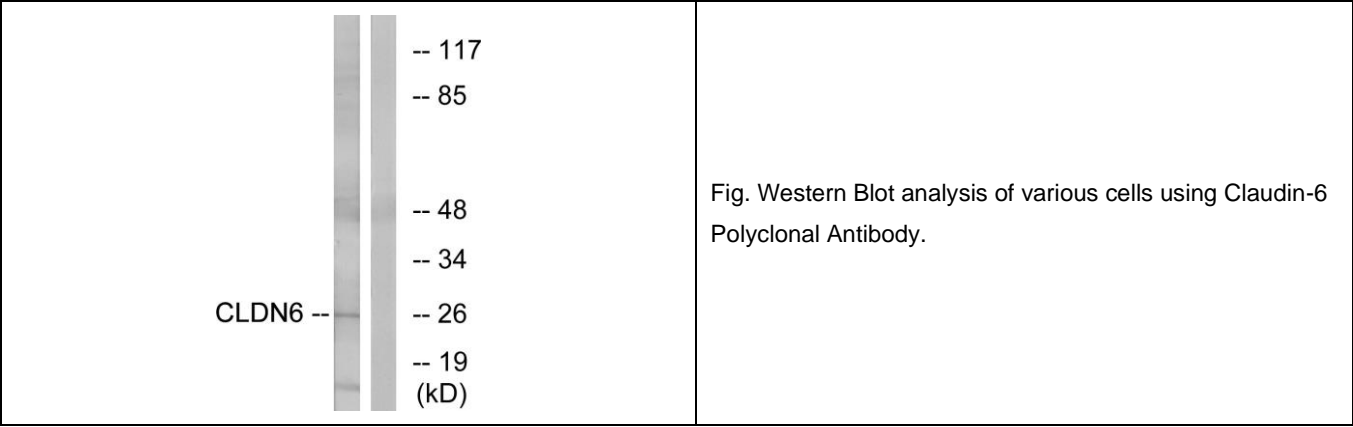 -- 117
-- 85
-- 48
-- 34
CLDN6 -- -- 26
-- 19
(kD)
Fig. Western Blot analysis of various cells using Claudin-6
Polyclonal Antibody.